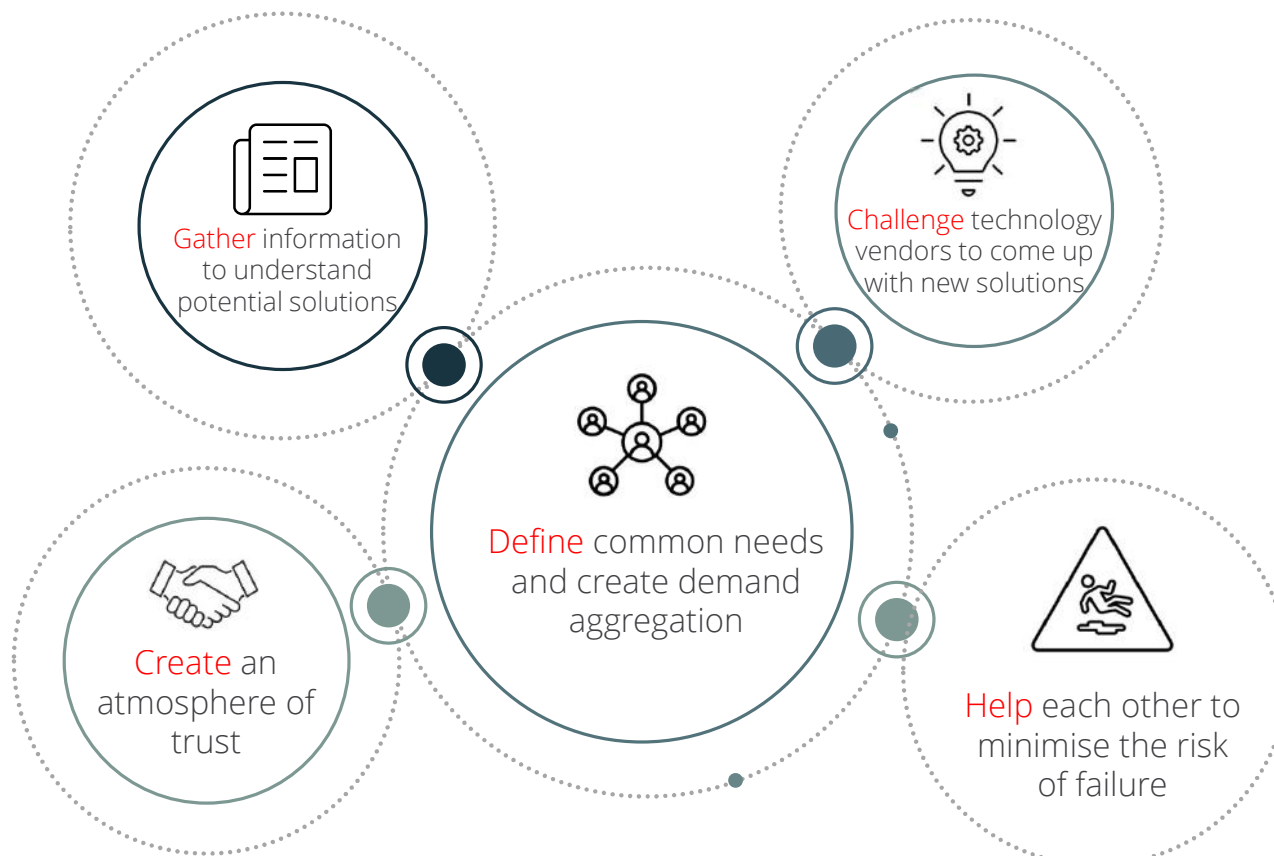 Gather information
to understand
potential solutions
Challenge technology
vendors to come up
with new solutions
Define common needs
and create demand
aggregation
Create an
atmosphere of
trust
Help each other to
minimise the risk
of failure